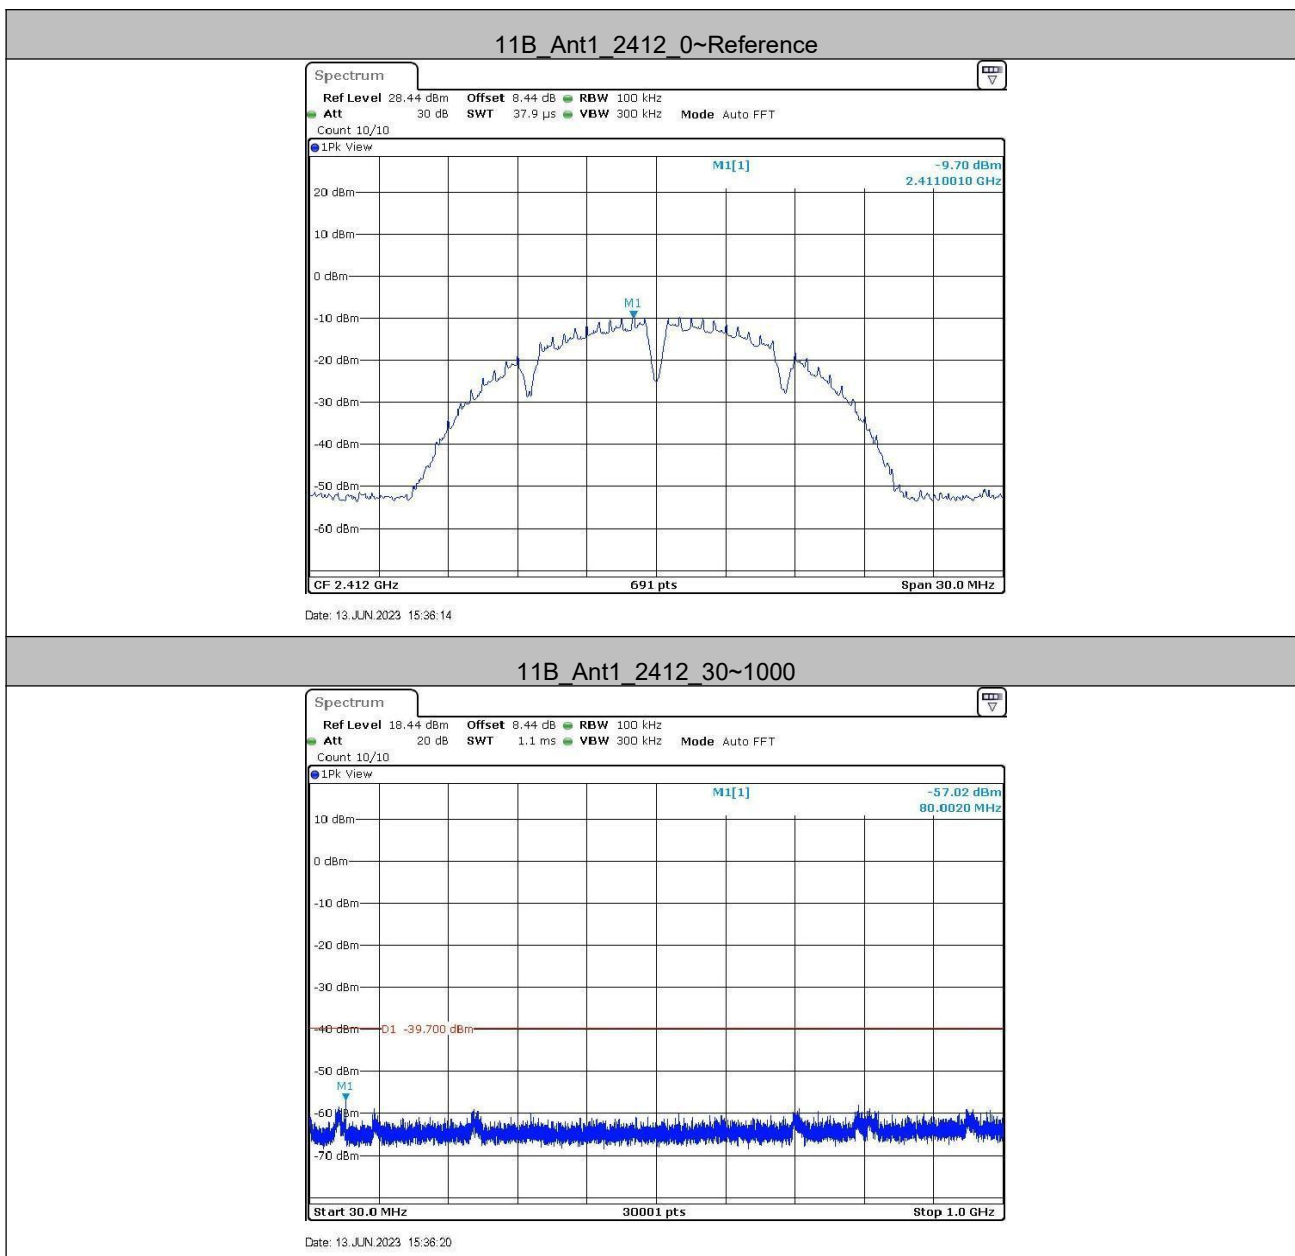 11B_Ant1_2412_0~Reference
Spectrum
Ref Level 28.44 dBm Offset 8.44 dB RBW 100 kHz
Att 30 dB SWT 37.9 µs VBW 300 kHz Mode Auto FFT
Count 10/10
1Pk View
M1[1] -9.70 dBm
2.4110010 GHz
20 dBm
10 dBm
0 dBm
M1
-10 dBm
-20 dBm
-30 dBm
-40 dBm
-50 dBm
-60 dBm
CF 2.412 GHz 691 pts Span 30.0 MHz
Date: 13.JUN.2023 15:36:14
11B_Ant1_2412_30~1000
Spectrum
Ref Level 18.44 dBm Offset 8.44 dB RBW 100 kHz
Att 20 dB SWT 1.1 ms VBW 300 kHz Mode Auto FFT
Count 10/10
1Pk View
M1[1] -57.02 dBm
80.0020 MHz
10 dBm
0 dBm
-10 dBm
-20 dBm
-30 dBm
-40 dBm D1 -39.700 dBm
-50 dBm
M1
-60 dBm
-70 dBm
Start 30.0 MHz 30001 pts Stop 1.0 GHz
Date: 13.JUN.2023 15:36:20